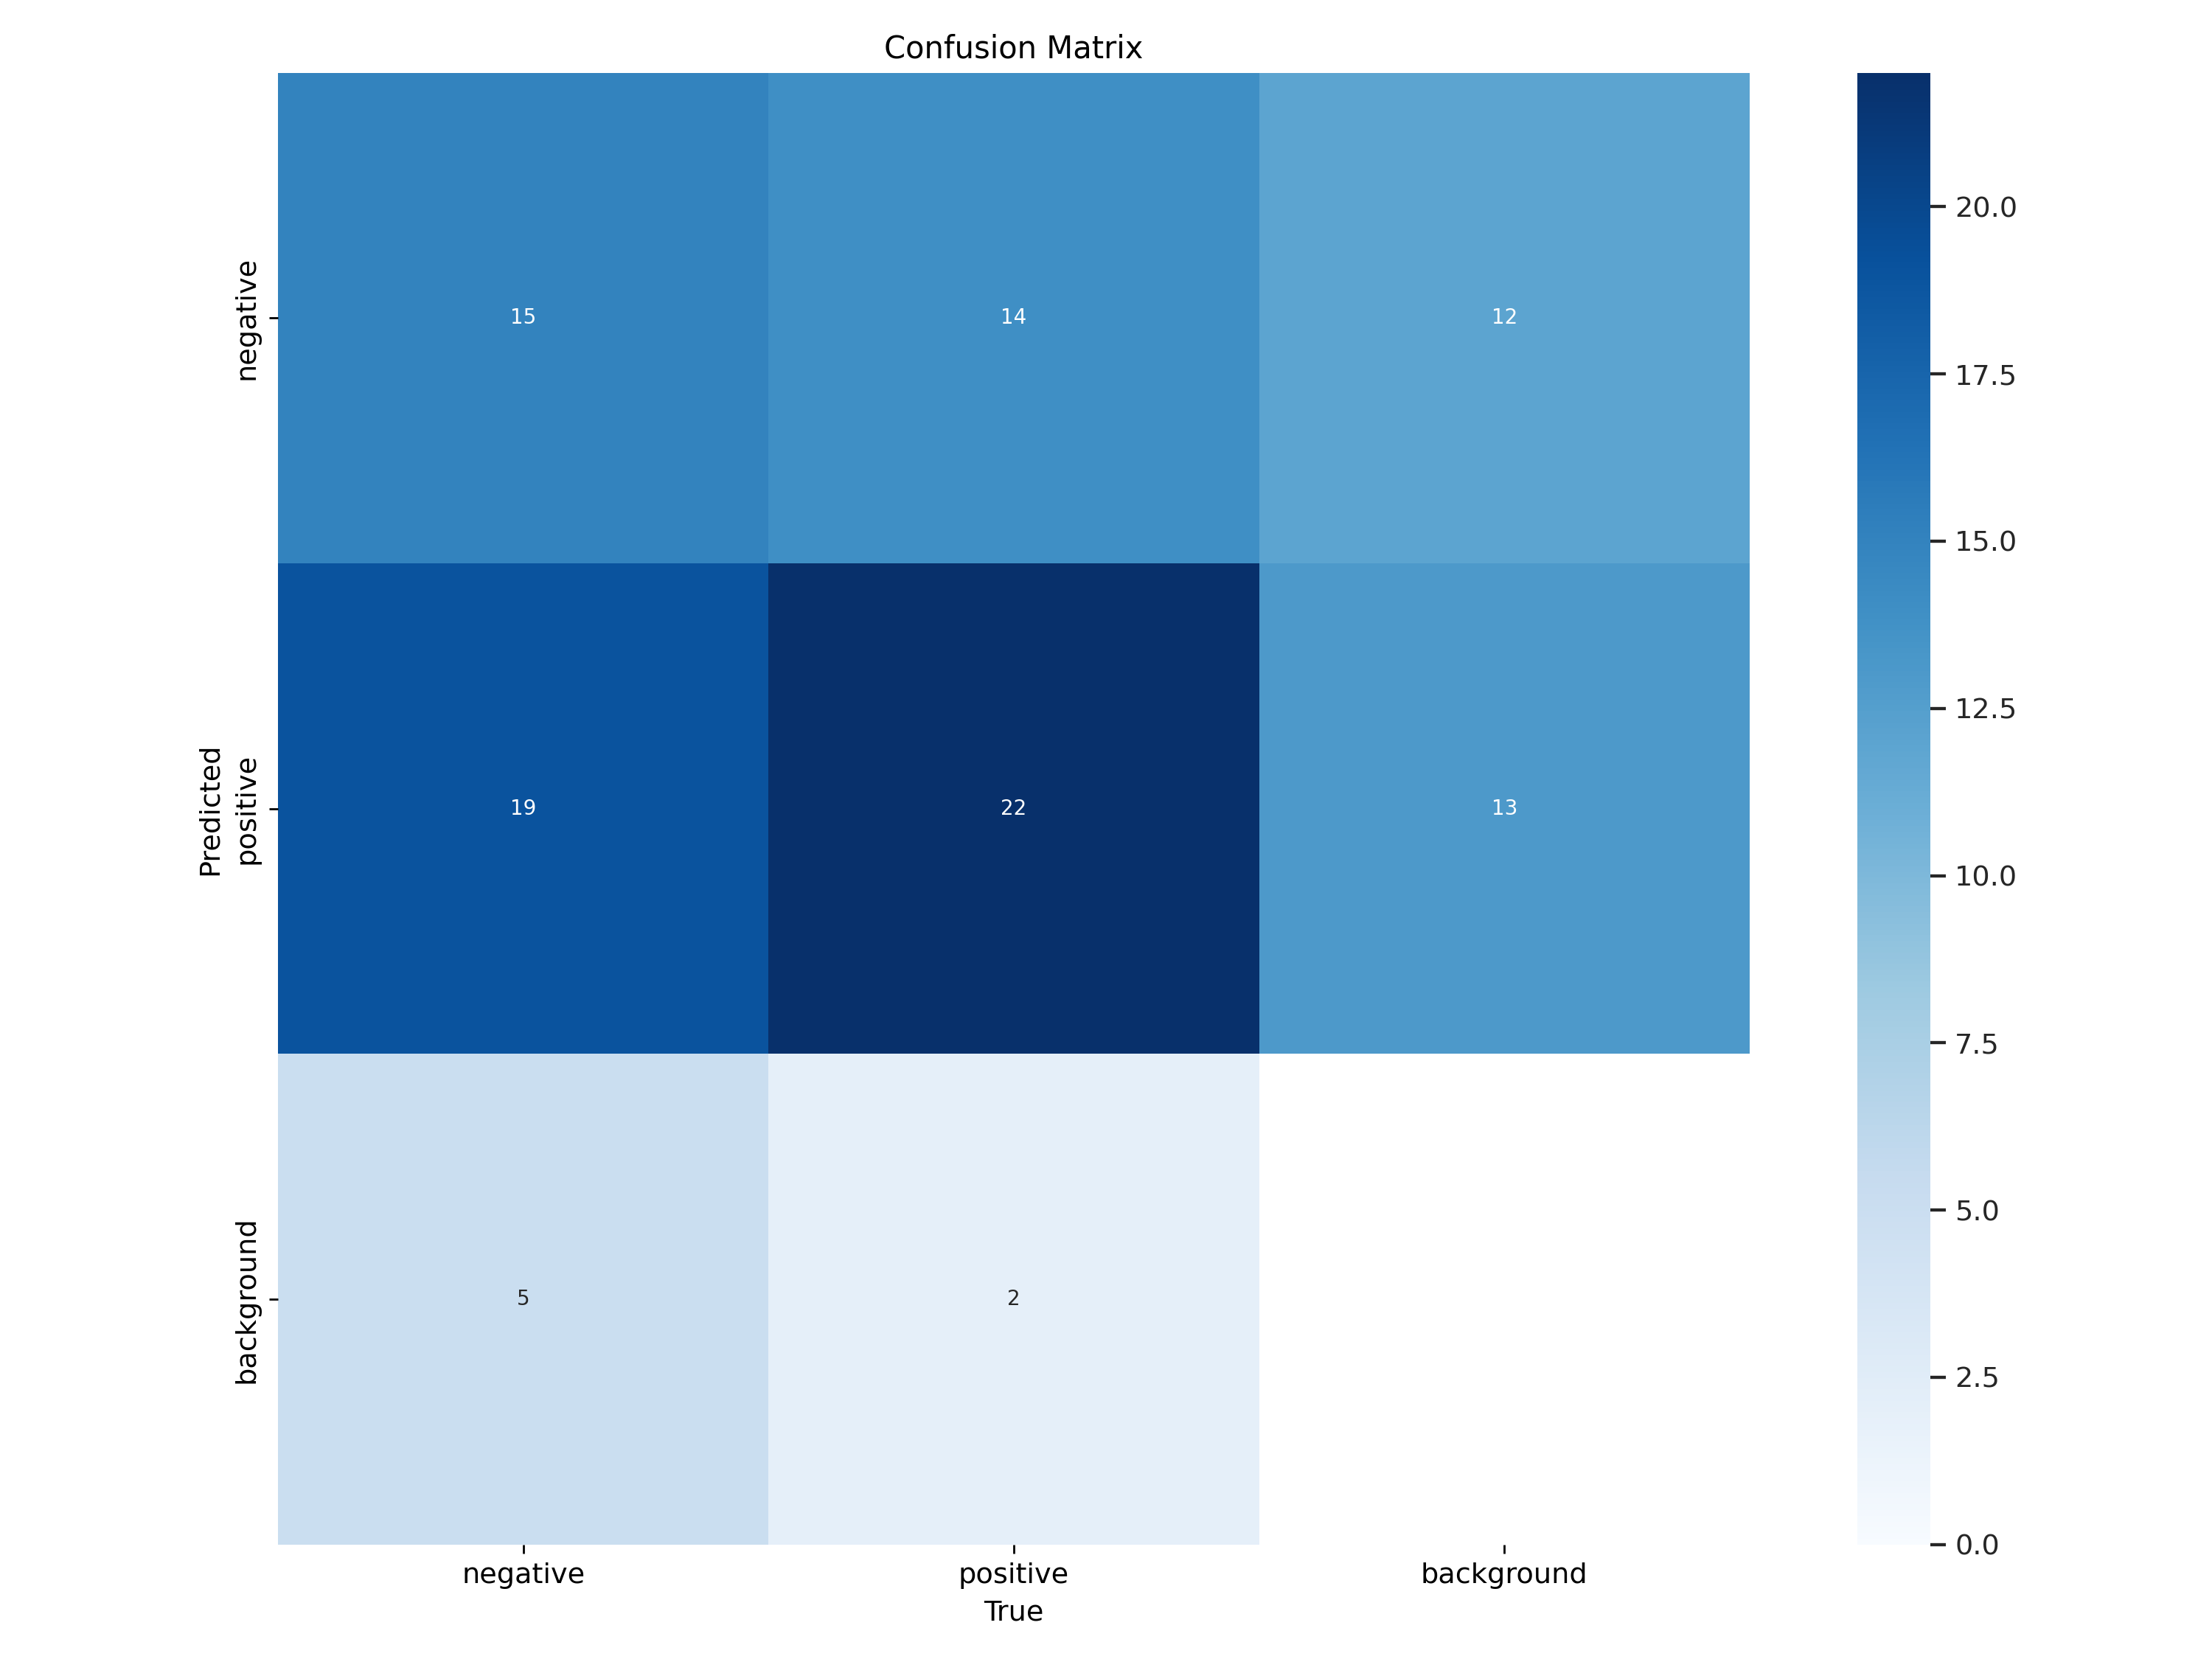 Confusion Matrix
negative
15 14 12
Predicted
positive
19 22 13
background
5 2
negative positive background
True
20.0
17.5
15.0
12.5
10.0
7.5
5.0
2.5
0.0